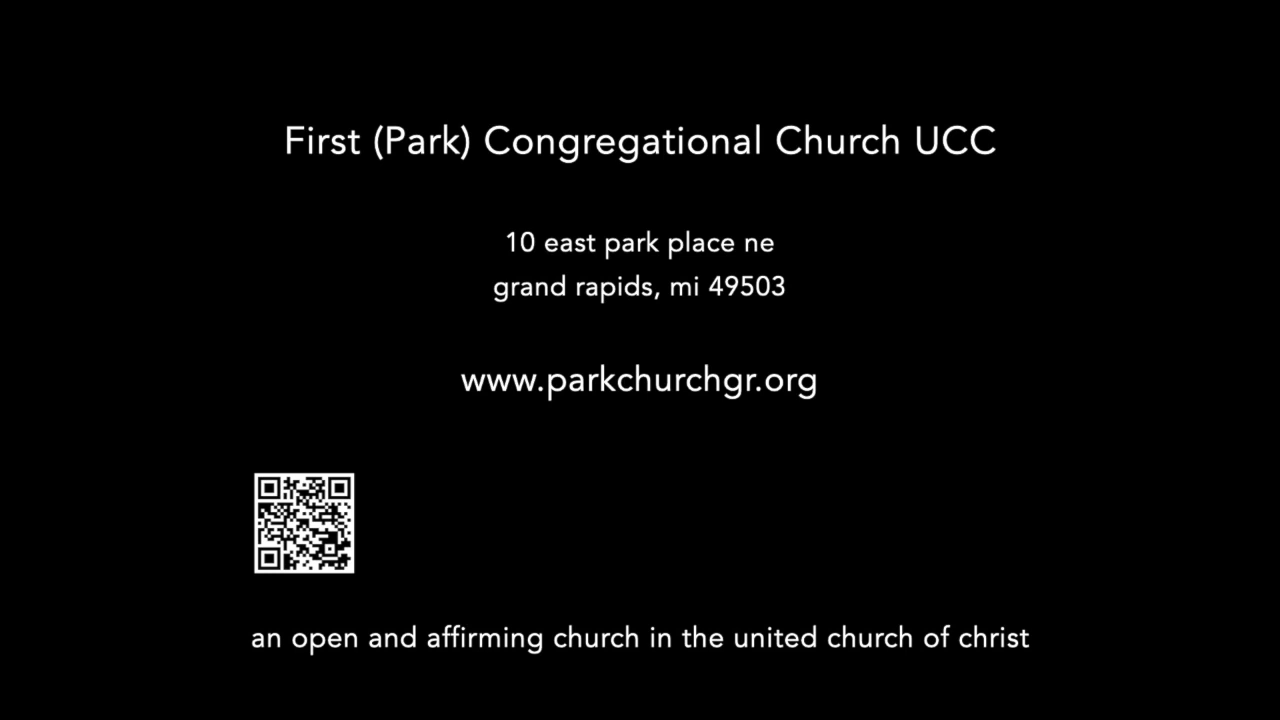 First (Park) Congregational Church UCC
10 east park place ne
grand rapids, mi 49503
www.parkchurchgr.org
an open and affirming church in the united church of christ